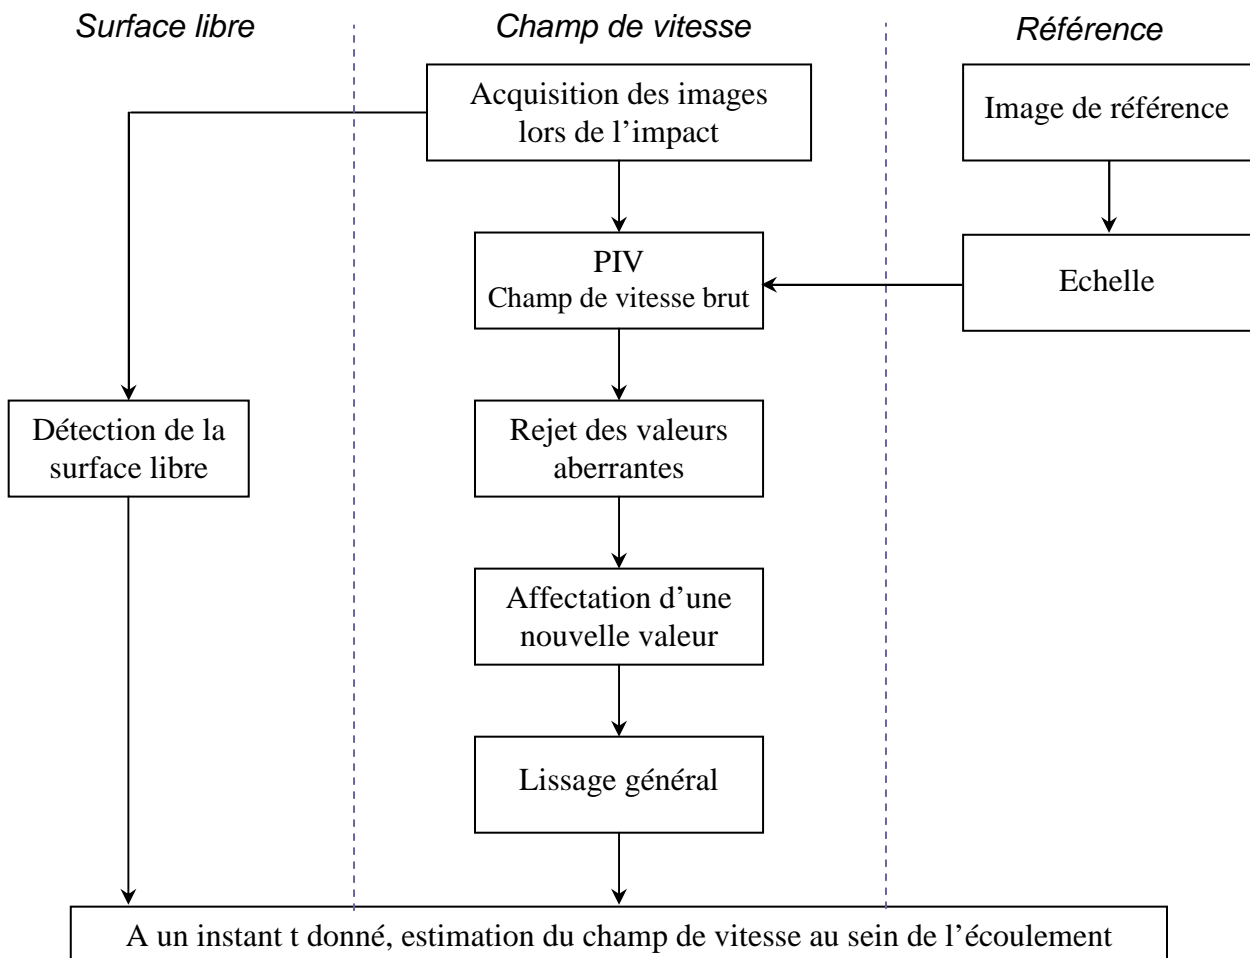 Surface libre
Champ de vitesse
Référence
Acquisition des images
lors de l’impact
Image de référence
PIV
Champ de vitesse brut
Echelle
Détection de la
surface libre
Rejet des valeurs
aberrantes
Affectation d’une
nouvelle valeur
Lissage général
A un instant t donné, estimation du champ de vitesse au sein de l’écoulement